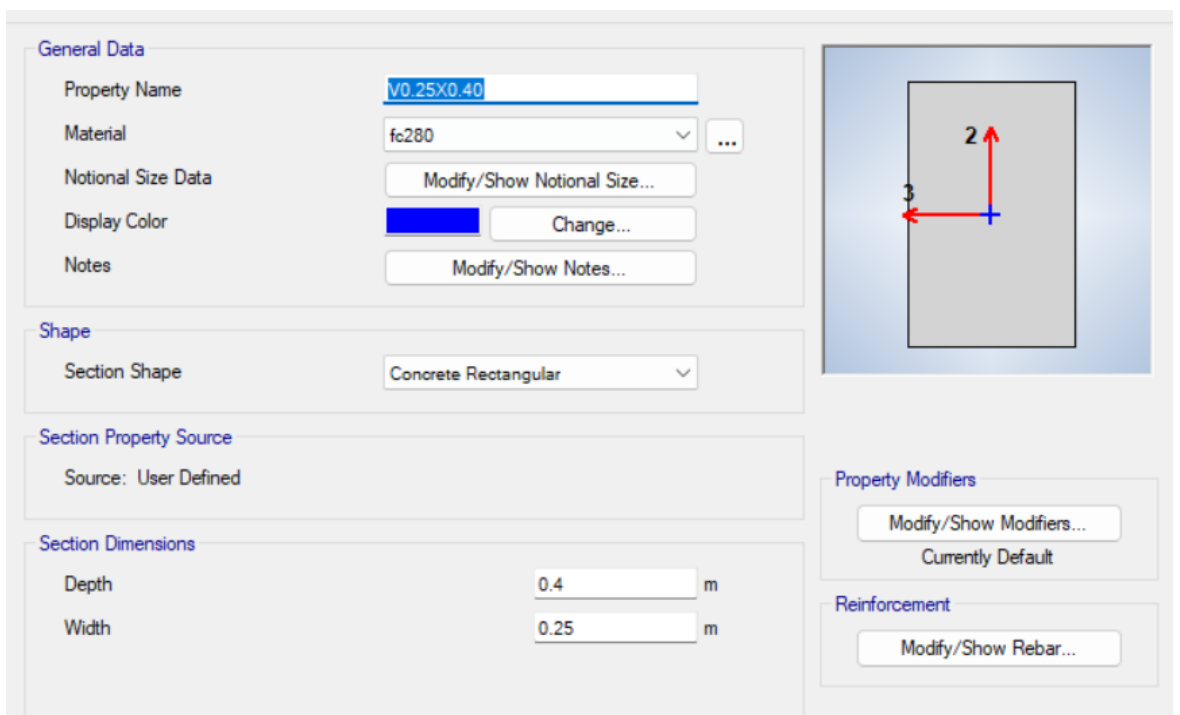 General Data
Property Name V0.25X0.40
Material fc280 ...
Notional Size Data Modify/Show Notional Size...
Display Color Change...
Notes Modify/Show Notes...
Shape
Section Shape Concrete Rectangular
Section Property Source
Source: User Defined
Section Dimensions
Depth 0.4 m
Width 0.25 m
2
3
Property Modifiers
Modify/Show Modifiers...
Currently Default
Reinforcement
Modify/Show Rebar...